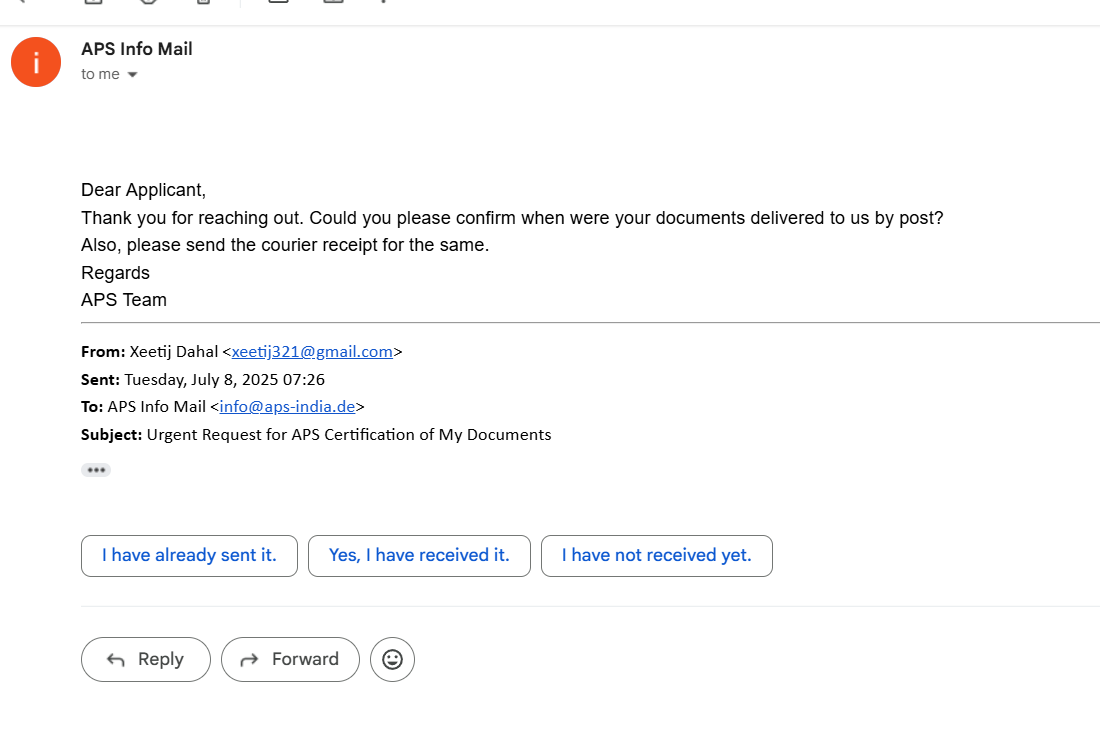 i
APS Info Mail
to me
Dear Applicant,
Thank you for reaching out. Could you please confirm when were your documents delivered to us by post?
Also, please send the courier receipt for the same.
Regards
APS Team
From: Xeetij Dahal <xeetij321@gmail.com>
Sent: Tuesday, July 8, 2025 07:26
To: APS Info Mail <info@aps-india.de>
Subject: Urgent Request for APS Certification of My Documents
I have already sent it. Yes, I have received it. I have not received yet.
Reply Forward